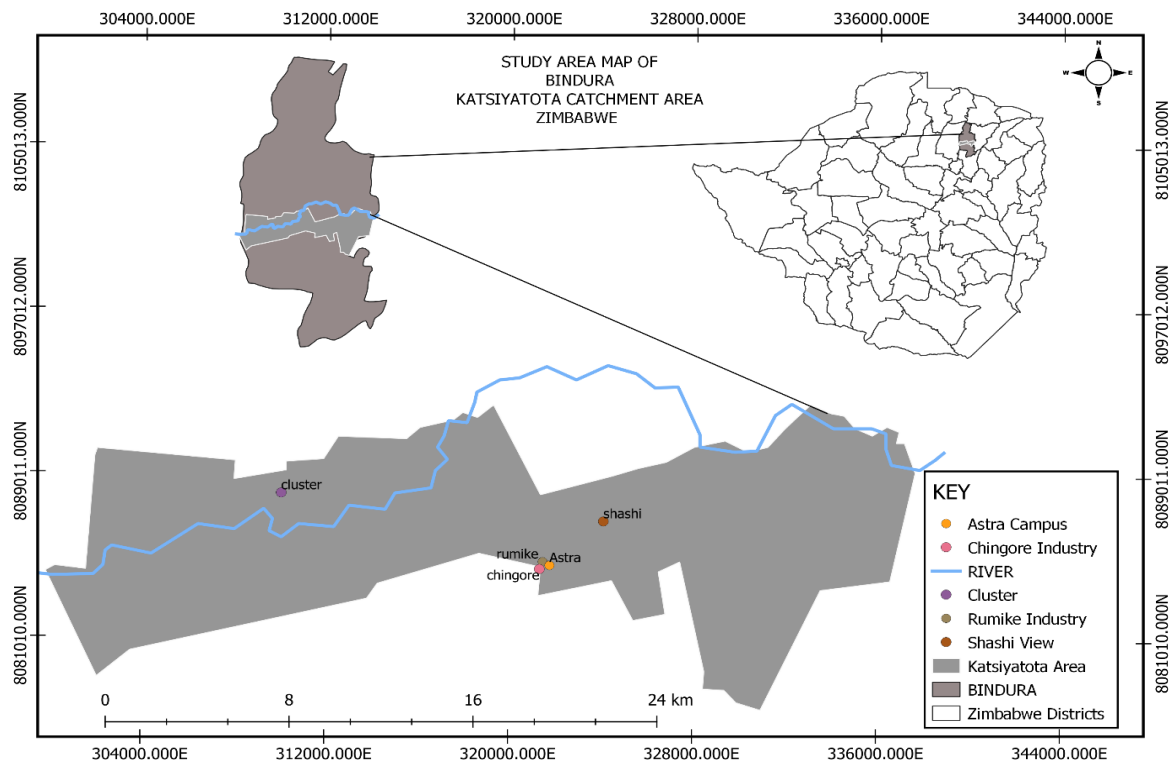 304000.000E 312000.000E 320000.000E 328000.000E 336000.000E 344000.000E
STUDY AREA MAP OF
BINDURA
KATSIYATOTA CATCHMENT AREA
ZIMBABWE
N
W E
S
8105013.000N
8105013.000N
8097012.000N
8097012.000N
8089011.000N
8089011.000N
8081010.000N
8081010.000N
cluster
shashi
rumike
Astra
chingore
KEY
Astra Campus
Chingore Industry
RIVER
Cluster
Rumike Industry
Shashi View
Katsiyatota Area
BINDURA
Zimbabwe Districts
0 8 16 24 km
304000.000E 312000.000E 320000.000E 328000.000E 336000.000E 344000.000E